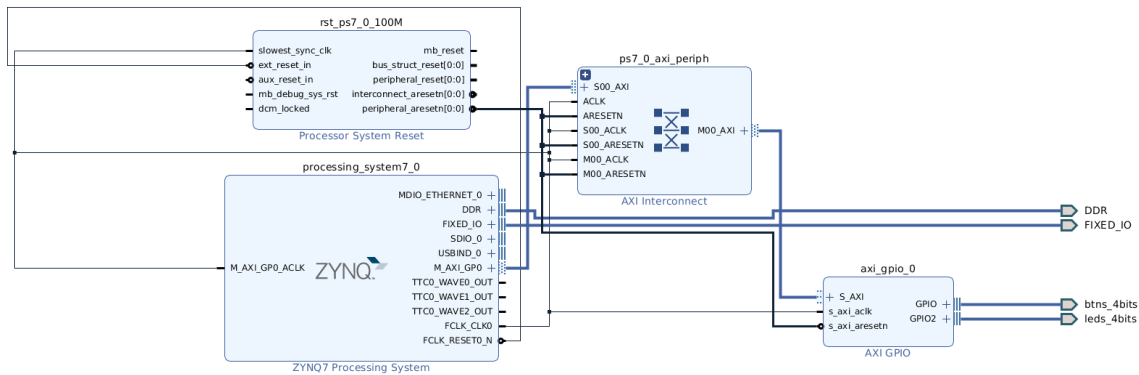 rst_ps7_0_100M
slowest_sync_clk
ext_reset_in
aux_reset_in
mb_debug_sys_rst
dcm_locked
mb_reset
bus_struct_reset[0:0]
peripheral_reset[0:0]
interconnect_aresetn[0:0]
peripheral_aresetn[0:0]
Processor System Reset
ps7_0_axi_periph
S00_AXI
ACLK
ARESETN
S00_ACLK
S00_ARESETN
M00_ACLK
M00_ARESETN
M00_AXI
AXI Interconnect
processing_system7_0
M_AXI_GP0_ACLK
ZYNQ
MDIO_ETHERNET_0
DDR
FIXED_IO
SDIO_0
USBIND_0
M_AXI_GP0
TTC0_WAVE0_OUT
TTC0_WAVE1_OUT
TTC0_WAVE2_OUT
FCLK_CLK0
FCLK_RESET0_N
ZYNQ7 Processing System
DDR
FIXED_IO
axi_gpio_0
S_AXI
s_axi_aclk
s_axi_aresetn
GPIO
GPIO2
AXI GPIO
btns_4bits
leds_4bits